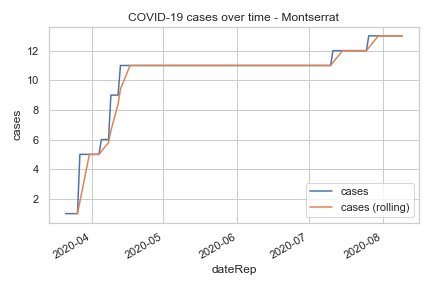 COVID-19 cases over time - Montserrat
12
10
8
6
4
2
cases
cases
cases (rolling)
2020-04
2020-05
2020-06
2020-07
2020-08
dateRep